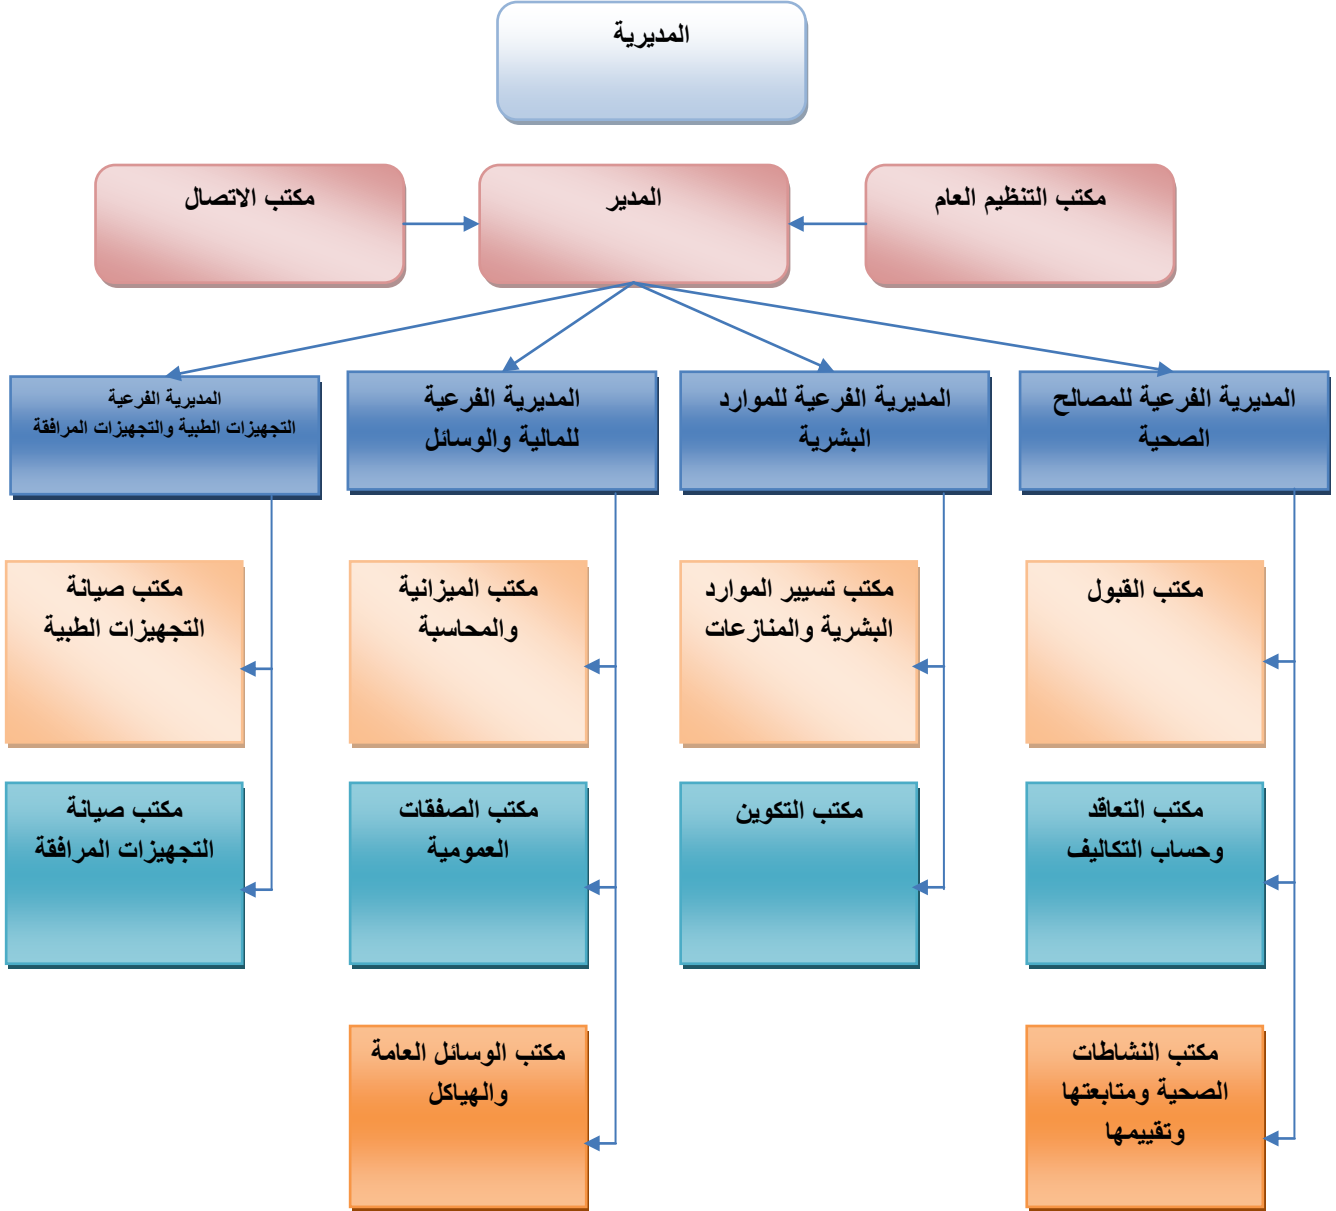 المديرية
مكتب التنظيم العام
المدير
مكتب الاتصال
المديرية الفرعية للمصالح
الصحية
المديرية الفرعية للموارد
البشرية
المديرية الفرعية
للمالية والوسائل
المديرية الفرعية
التجهيزات الطبية والتجهيزات المرافقة
مكتب القبول
مكتب تسيير الموارد
البشرية والمنازعات
مكتب الميزانية
والمحاسبة
مكتب صيانة
التجهيزات الطبية
مكتب التعاقد
وحساب التكاليف
مكتب التكوين
مكتب الصفقات
العمومية
مكتب صيانة
التجهيزات المرافقة
مكتب النشاطات
الصحية ومتابعتها
وتقييمها
مكتب الوسائل العامة
والهياكل